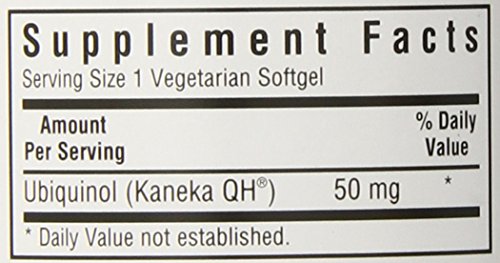 Supplement Facts
Serving Size 1 Vegetarian Softgel
Amount % Daily
Per Serving Value
Ubiquinol (Kaneka QH®) 50 mg *
* Daily Value not established.